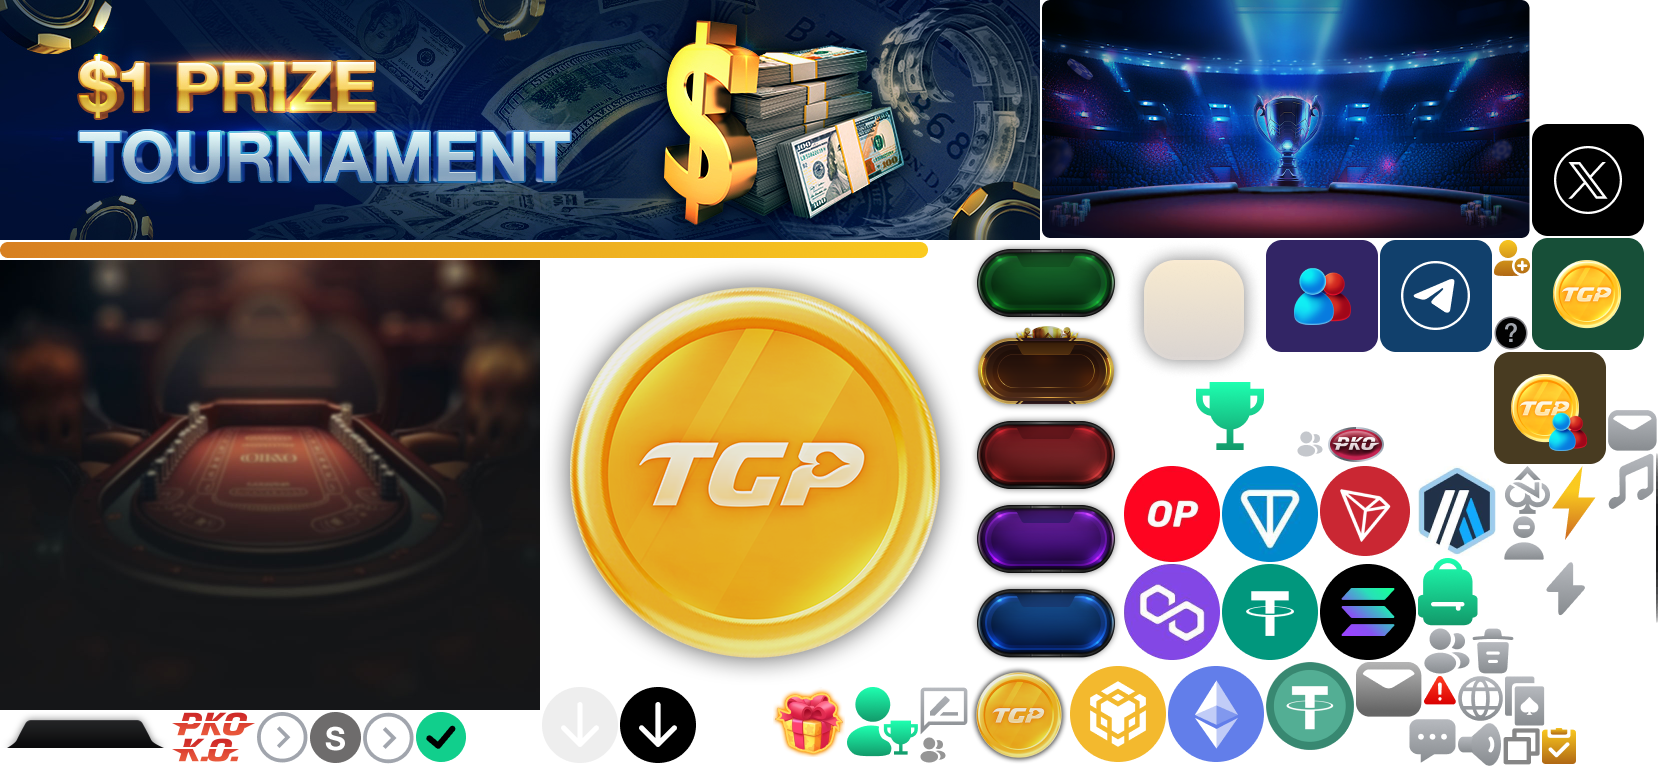 $1 PRIZE
TOURNAMENT
TGP
TGP
TGP
PKO
OP
TGP
PKO
K.O.
S
?